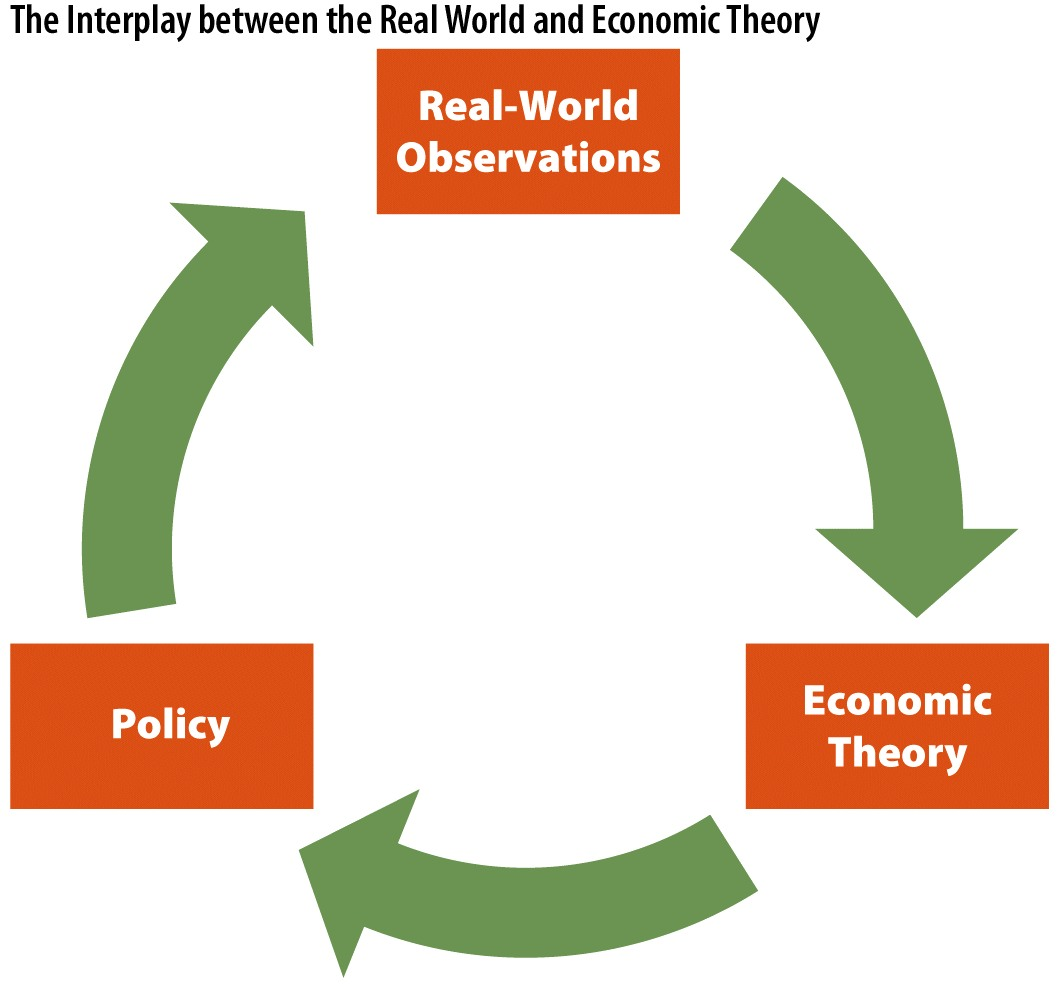 The Interplay between the Real World and Economic Theory
Real-World
Observations
Policy
Economic
Theory